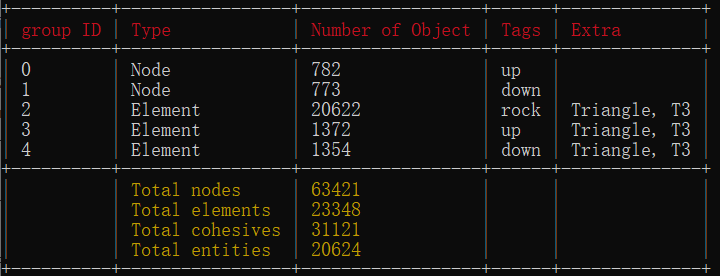 group ID Type Number of Object Tags Extra
0 Node 782 up
1 Node 773 down
2 Element 20622 rock Triangle, T3
3 Element 1372 up Triangle, T3
4 Element 1354 down Triangle, T3
Total nodes 63421
Total elements 23348
Total cohesives 31121
Total entities 20624